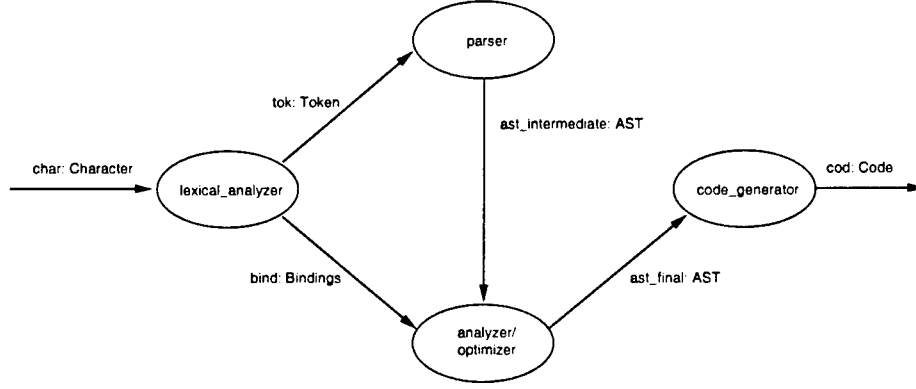 parser
tok: Token
ast_intermediate: AST
char: Character
cod: Code
lexical_analyzer
code_generator
bind: Bindings
ast_final: AST
analyzer/
optimizer